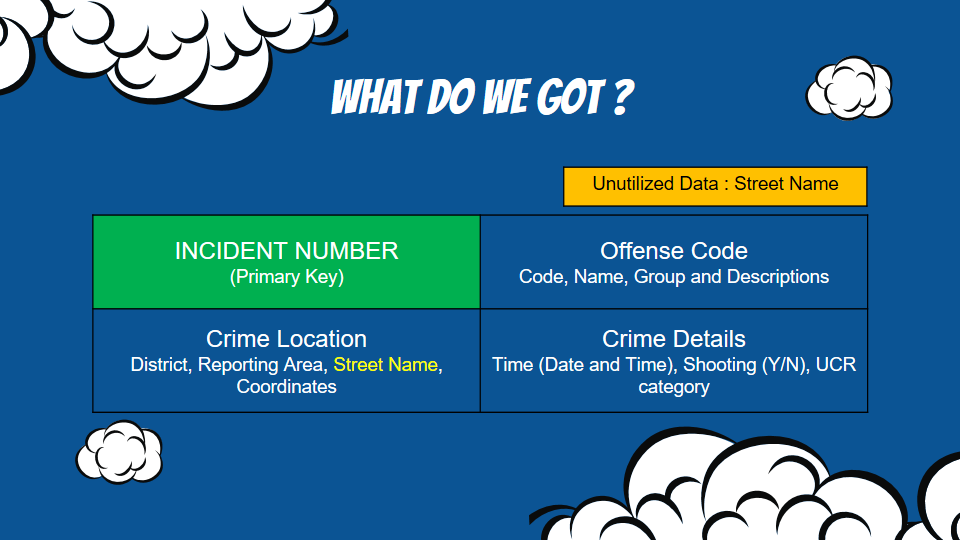 WHAT DO WE GOT ?
Unutilized Data : Street Name
INCIDENT NUMBER
(Primary Key)
Offense Code
Code, Name, Group and Descriptions
Crime Location
District, Reporting Area, Street Name,
Coordinates
Crime Details
Time (Date and Time), Shooting (Y/N), UCR
category